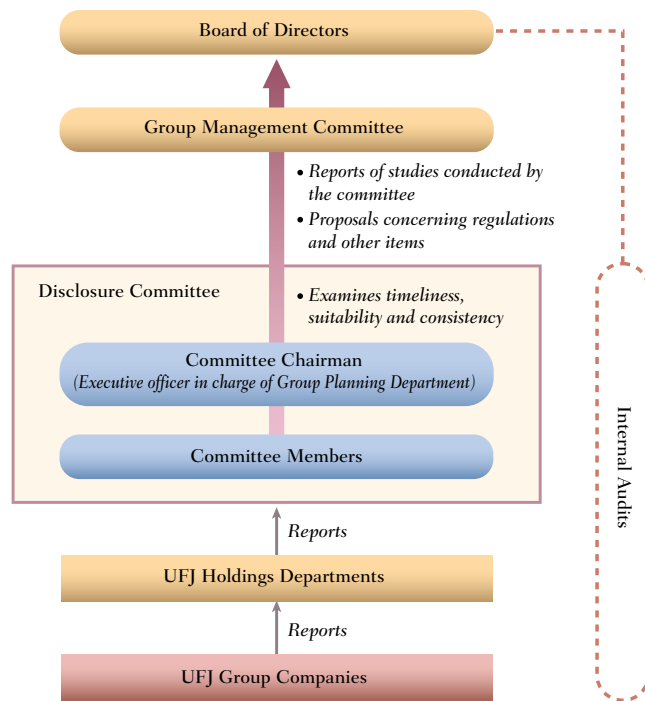 Board of Directors
Group Management Committee
• Reports of studies conducted by
the committee
• Proposals concerning regulations
and other items
Disclosure Committee
• Examines timeliness,
suitability and consistency
Committee Chairman
(Executive officer in charge of Group Planning Department)
Committee Members
Reports
UFJ Holdings Departments
Reports
UFJ Group Companies
Internal Audits